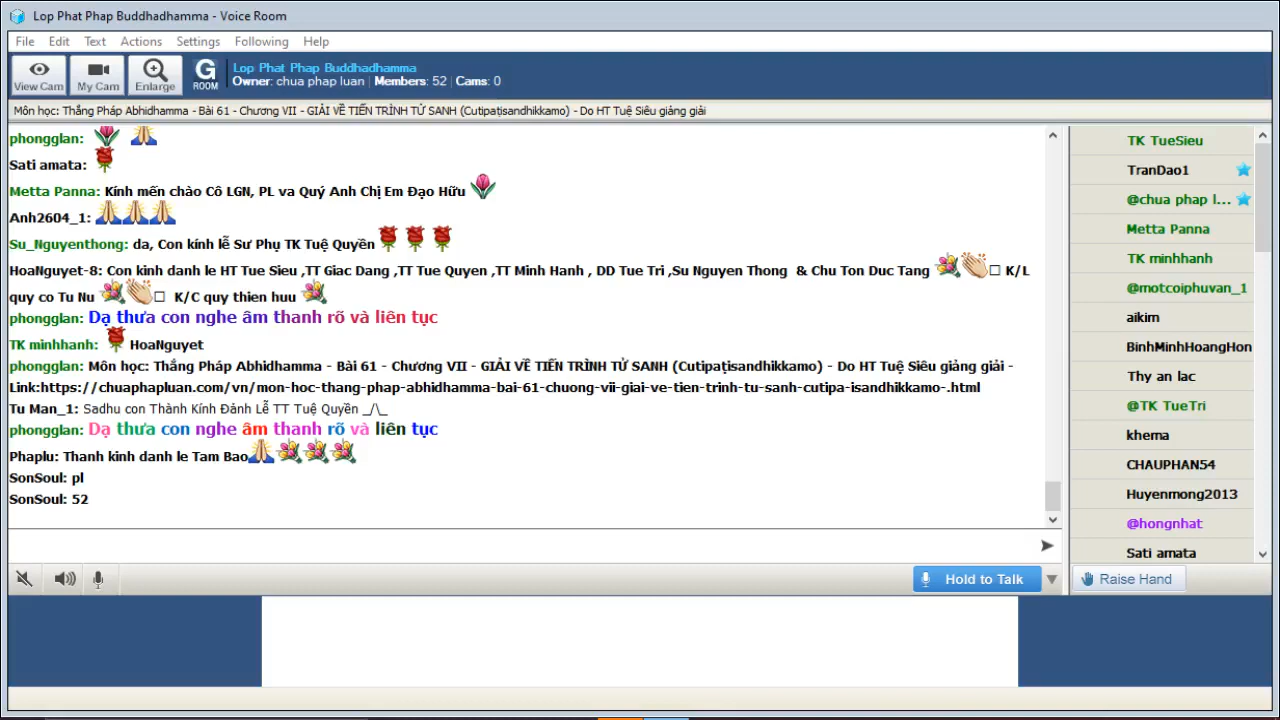 Lop Phat Phap Buddhadhamma - Voice Room
File Edit Text Actions Settings Following Help
View Cam My Cam Enlarge G ROOM
Lop Phat Phap Buddhadhamma
Owner: chua phap luan | Members: 52 | Cams: 0
Môn học: Thắng Pháp Abhidhamma - Bài 61 - Chương VII - GIẢI VỀ TIẾN TRÌNH TỬ SANH (Cutipaṭisandhikkamo) - Do HT Tuệ Siêu giảng giải
phongglan:
Sati amata:
Metta Panna: Kính mến chào Cô LGN, PL va Quý Anh Chị Em Đạo Hữu
Anh2604_1:
Su_Nguyenthong: da, Con kính lễ Sư Phụ TK Tuệ Quyền
HoaNguyet-8: Con kinh danh le HT Tue Sieu ,TT Giac Dang ,TT Tue Quyen ,TT Minh Hanh , DD Tue Tri ,Su Nguyen Thong & Chu Ton Duc Tang K/L
quy co Tu Nu K/C quy thien huu
phongglan: Dạ thưa con nghe âm thanh rõ và liên tục
TK minhhanh: HoaNguyet
phongglan: Môn học: Thắng Pháp Abhidhamma - Bài 61 - Chương VII - GIẢI VỀ TIẾN TRÌNH TỬ SANH (Cutipaṭisandhikkamo) - Do HT Tuệ Siêu giảng giải -
Link:https://chuaphapluan.com/vn/mon-hoc-thang-phap-abhidhamma-bai-61-chuong-vii-giai-ve-tien-trinh-tu-sanh-cutipa-isandhikkamo-.html
Tu Man_1: Sadhu con Thành Kính Đảnh Lễ TT Tuệ Quyền _/\_
phongglan: Dạ thưa con nghe âm thanh rõ và liên tục
Phaplu: Thanh kinh danh le Tam Bao
SonSoul: pl
SonSoul: 52
TK TueSieu
TranDao1
@chua phap l...
Metta Panna
TK minhhanh
@motcoiphuvan_1
aikim
BinhMinhHoangHon
Thy an lac
@TK TueTri
khema
CHAUPHAN54
Huyenmong2013
@hongnhat
Sati amata
Hold to Talk
Raise Hand